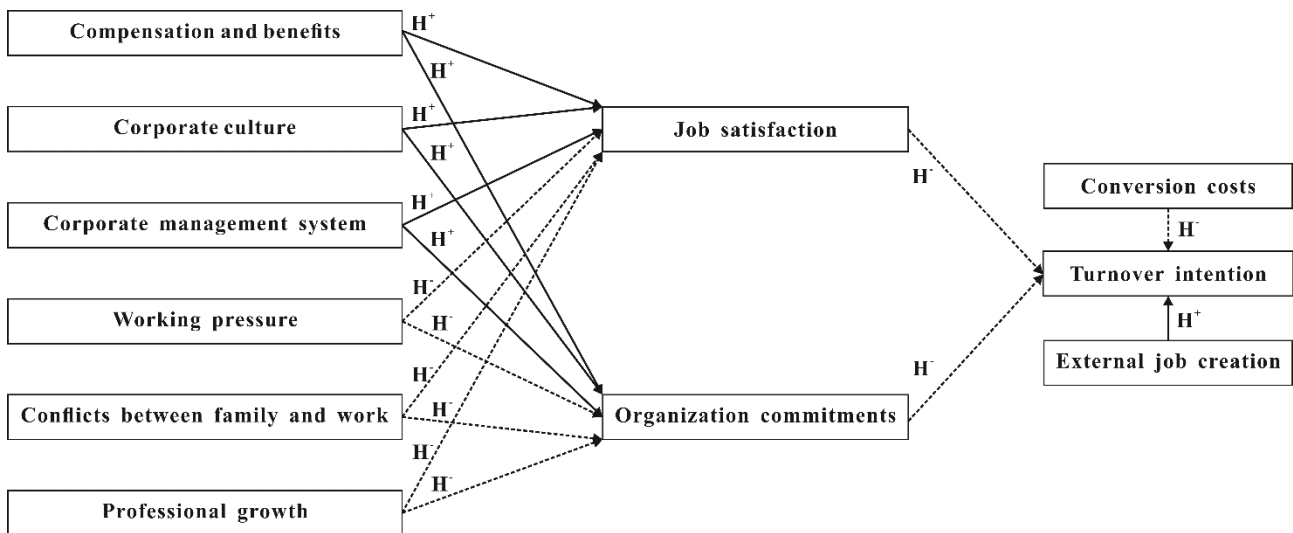 Compensation and benefits
H⁺
H⁺
Corporate culture
H⁺
H⁺
Job satisfaction
Corporate management system
H⁺
H⁺
H⁻
Conversion costs
H⁻
Turnover intention
Working pressure
H⁻
H⁻
H⁺
External job creation
Conflicts between family and work
H⁻
H⁻
Organization commitments
H⁻
Professional growth
H⁻
H⁻